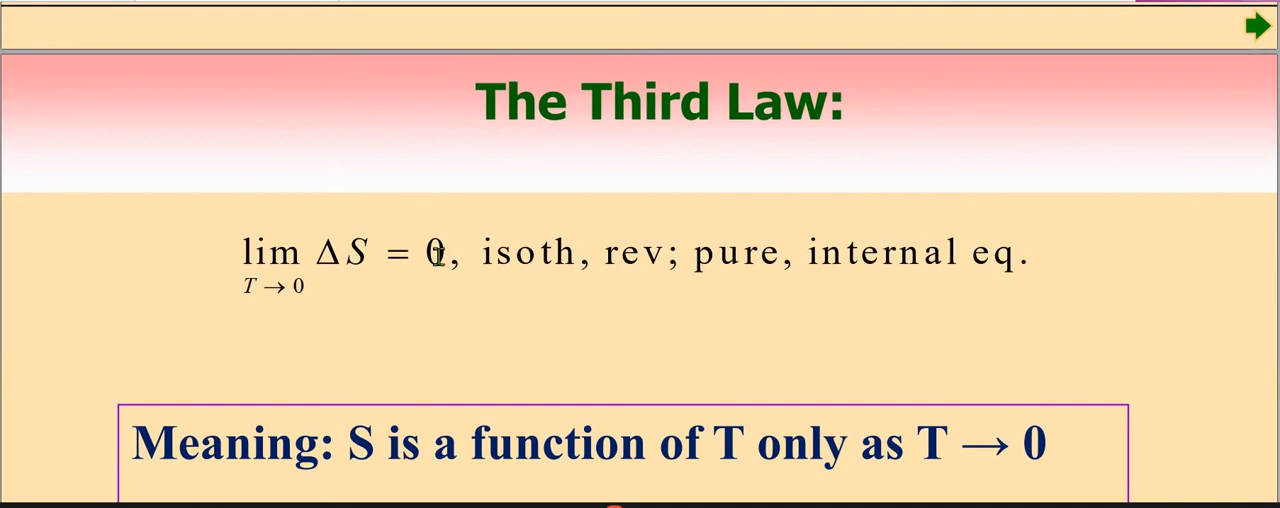 The Third Law:
lim ΔS = 0, isoth, rev; pure, internal eq.
T → 0
Meaning: S is a function of T only as T → 0